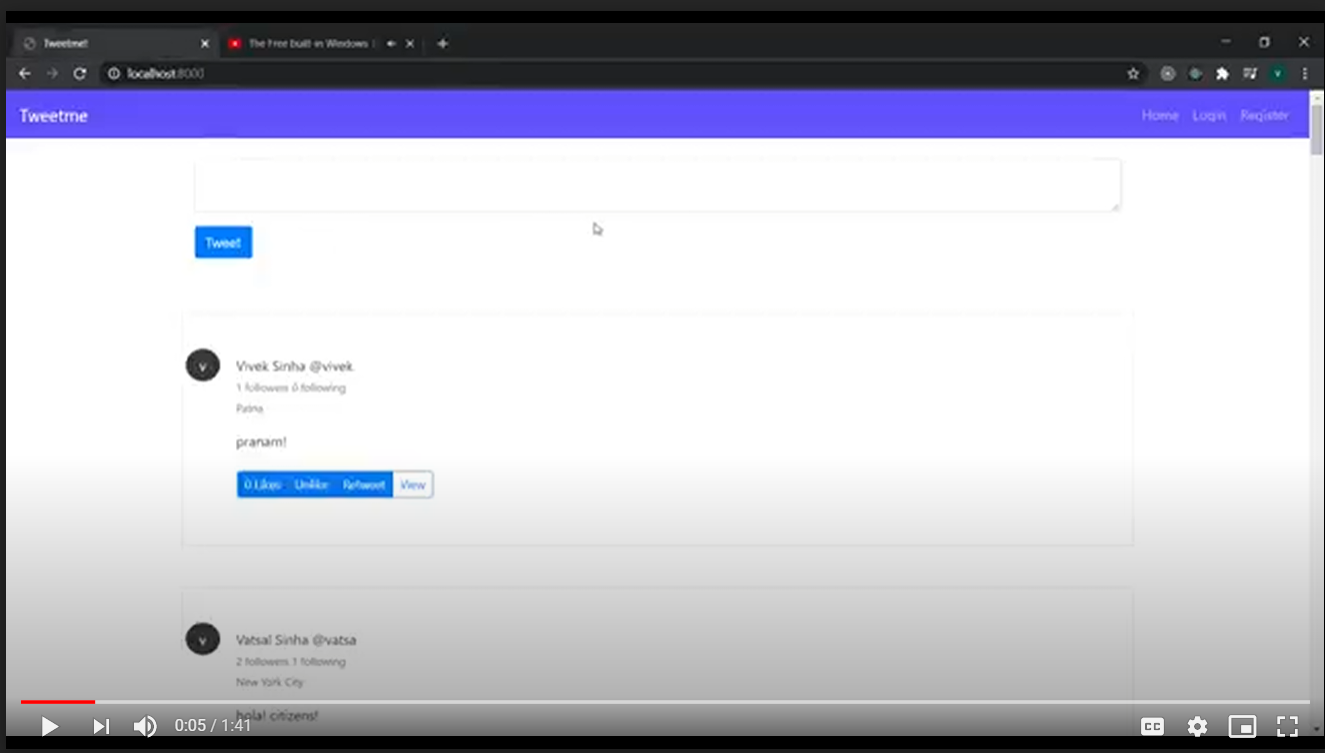 Tweetme!
The Free built-in Windows
localhost:8000
Tweetme
Home Login Register
Tweet
v
Vivek Sinha @vivek
1 followers 0 following
Patna
pranam!
0 Likes Unlike Retweet View
v
Vatsal Sinha @vatsa
2 followers 1 following
New York City
hola! citizens!
0:05 / 1:41
CC